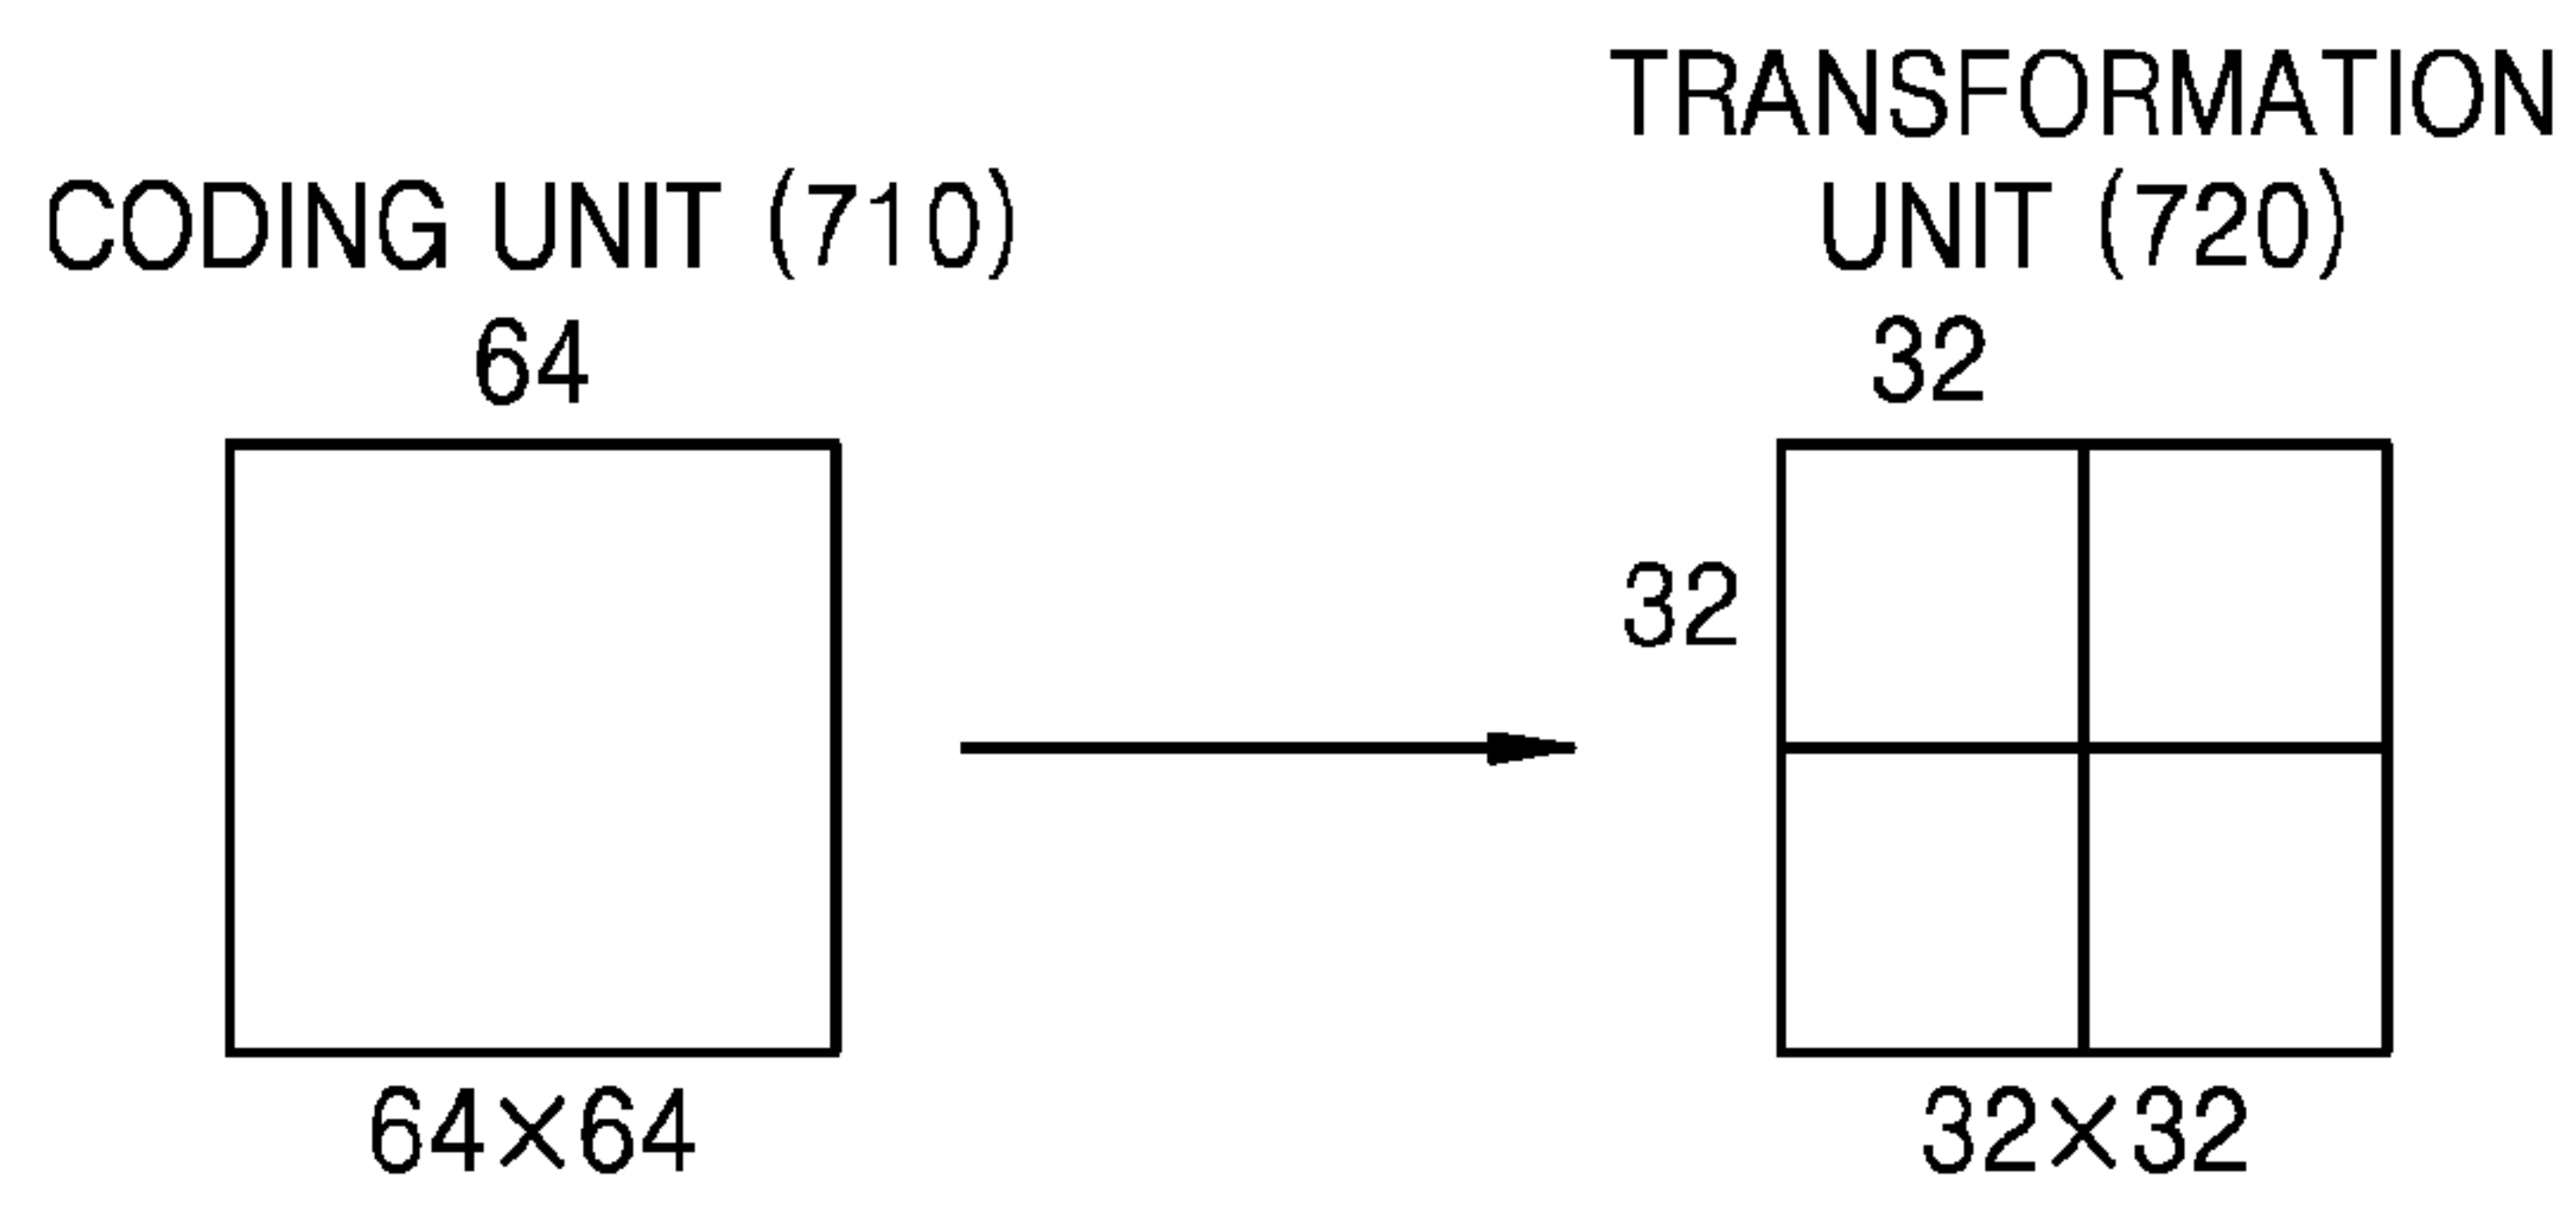 CODING UNIT (710)
64
64×64
TRANSFORMATION
UNIT (720)
32
32
32×32